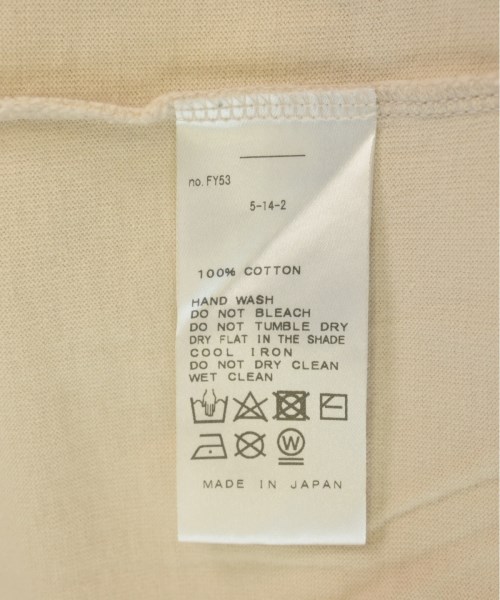 no. FY53
5-14-2
100% COTTON
HAND WASH
DO NOT BLEACH
DO NOT TUMBLE DRY
DRY FLAT IN THE SHADE
COOL IRON
DO NOT DRY CLEAN
WET CLEAN
W
MADE IN JAPAN